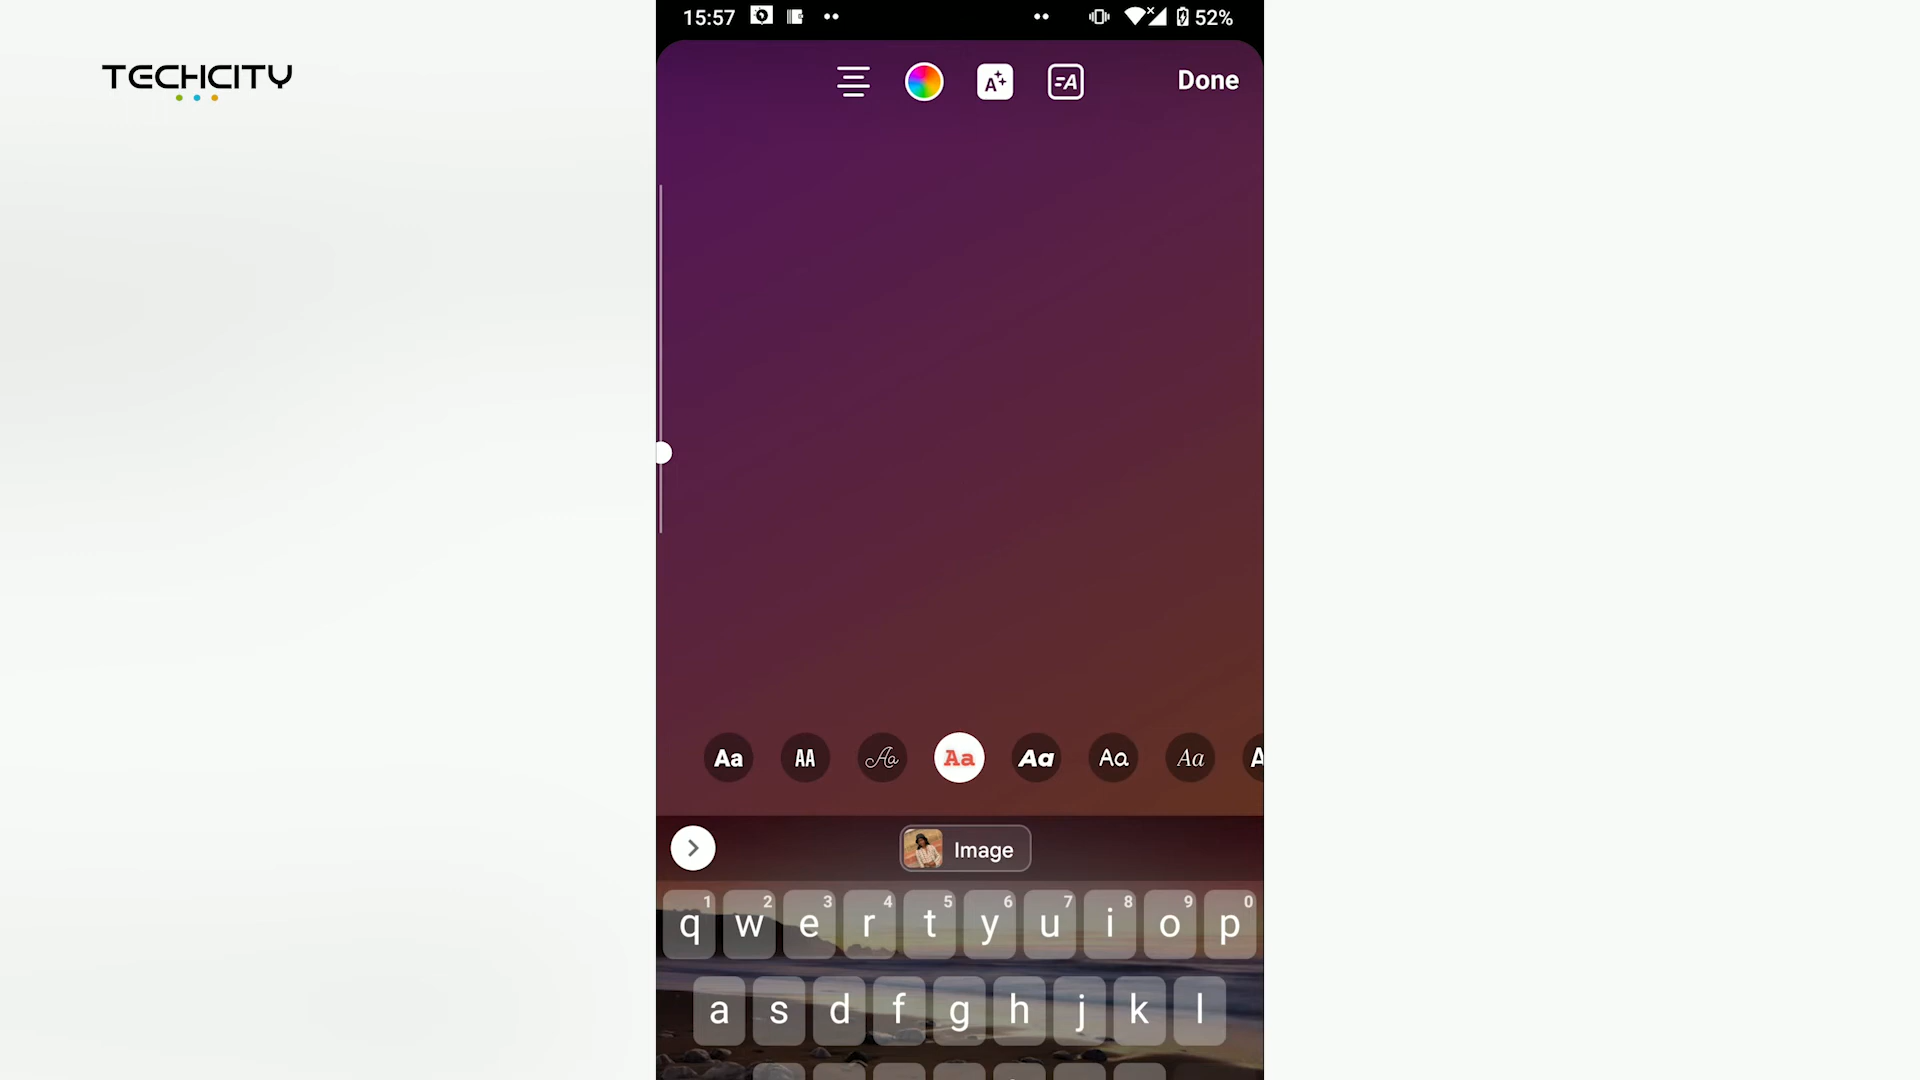 TECHCITY
15:57
52%
Done
A
=A
Aa AA Aa Aa Aa Aa Aa A
Image
1 2 3 4 5 6 7 8 9 0
q w e r t y u i o p
a s d f g h j k l